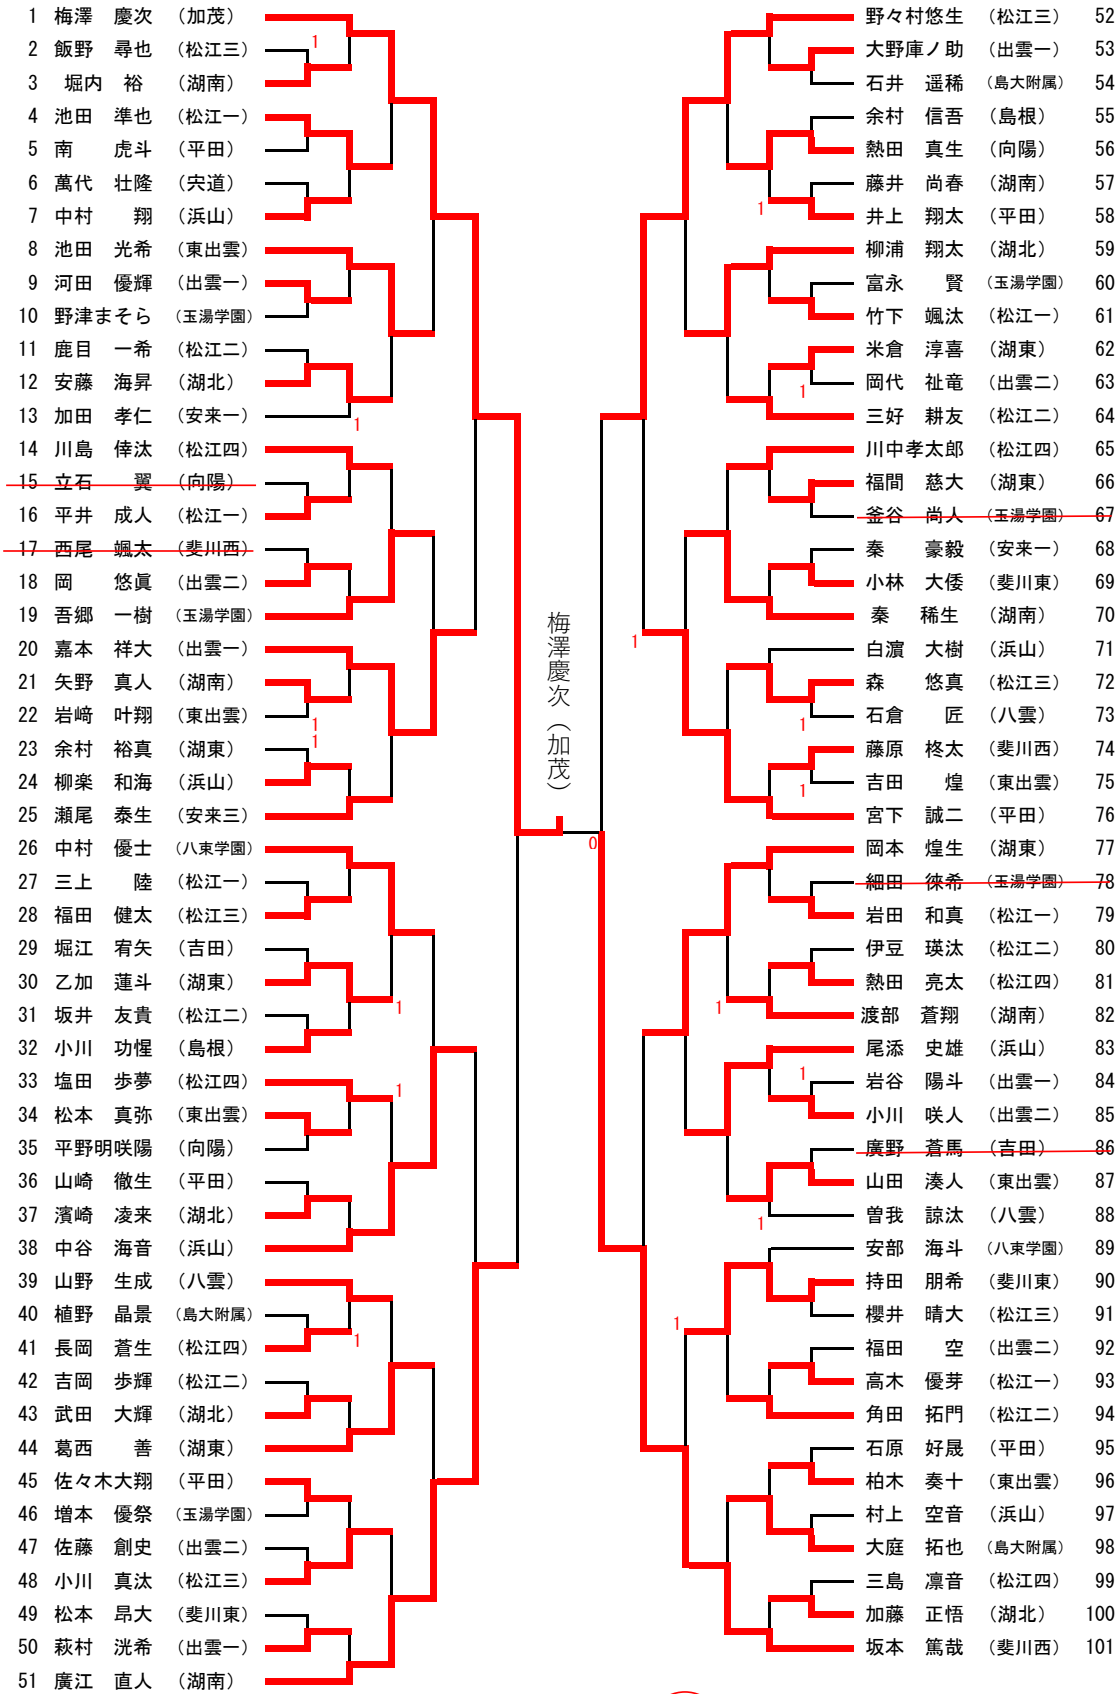 1 梅澤 慶次 (加茂)
2 飯野 尋也 (松江三)
3 堀内 裕 (湖南)
4 池田 準也 (松江一)
5 南 虎斗 (平田)
6 萬代 壮隆 (宍道)
7 中村 翔 (浜山)
8 池田 光希 (東出雲)
9 河田 優輝 (出雲一)
10 野津まそら (玉湯学園)
11 鹿目 一希 (松江二)
12 安藤 海昇 (湖北)
13 加田 孝仁 (安来一)
14 川島 倖汰 (松江四)
15 立石 翼 (向陽)
16 平井 成人 (松江一)
17 西尾 颯太 (斐川西)
18 岡 悠眞 (出雲二)
19 吾郷 一樹 (玉湯学園)
20 嘉本 祥大 (出雲一)
21 矢野 真人 (湖南)
22 岩﨑 叶翔 (東出雲)
23 余村 裕真 (湖東)
24 柳楽 和海 (浜山)
25 瀬尾 泰生 (安来三)
26 中村 優士 (八束学園)
27 三上 陸 (松江一)
28 福田 健太 (松江三)
29 堀江 宥矢 (吉田)
30 乙加 蓮斗 (湖東)
31 坂井 友貴 (松江二)
32 小川 功惺 (島根)
33 塩田 歩夢 (松江四)
34 松本 真弥 (東出雲)
35 平野明咲陽 (向陽)
36 山崎 徹生 (平田)
37 濱崎 凌来 (湖北)
38 中谷 海音 (浜山)
39 山野 生成 (八雲)
40 植野 晶景 (島大附属)
41 長岡 蒼生 (松江四)
42 吉岡 歩輝 (松江二)
43 武田 大輝 (湖北)
44 葛西 善 (湖東)
45 佐々木大翔 (平田)
46 増本 優祭 (玉湯学園)
47 佐藤 創史 (出雲二)
48 小川 真汰 (松江三)
49 松本 昂大 (斐川東)
50 萩村 洸希 (出雲一)
51 廣江 直人 (湖南)
1
1
1
1
1
1
梅澤慶次(加茂)
0
野々村悠生 (松江三) 52
大野庫ノ助 (出雲一) 53
石井 遥稀 (島大附属) 54
余村 信吾 (島根) 55
熱田 真生 (向陽) 56
藤井 尚春 (湖南) 57
井上 翔太 (平田) 58
柳浦 翔太 (湖北) 59
富永 賢 (玉湯学園) 60
竹下 颯汰 (松江一) 61
米倉 淳喜 (湖東) 62
岡代 祉竜 (出雲二) 63
三好 耕友 (松江二) 64
川中孝太郎 (松江四) 65
福間 慈大 (湖東) 66
釜谷 尚人 (玉湯学園) 67
秦 豪毅 (安来一) 68
小林 大倭 (斐川東) 69
秦 稀生 (湖南) 70
白濵 大樹 (浜山) 71
森 悠真 (松江三) 72
石倉 匠 (八雲) 73
藤原 柊太 (斐川西) 74
吉田 煌 (東出雲) 75
宮下 誠二 (平田) 76
岡本 煌生 (湖東) 77
細田 徠希 (玉湯学園) 78
岩田 和真 (松江一) 79
伊豆 瑛汰 (松江二) 80
熱田 亮太 (松江四) 81
渡部 蒼翔 (湖南) 82
尾添 史雄 (浜山) 83
岩谷 陽斗 (出雲一) 84
小川 咲人 (出雲二) 85
廣野 蒼馬 (吉田) 86
山田 湊人 (東出雲) 87
曽我 諒汰 (八雲) 88
安部 海斗 (八束学園) 89
持田 朋希 (斐川東) 90
櫻井 晴大 (松江三) 91
福田 空 (出雲二) 92
高木 優芽 (松江一) 93
角田 拓門 (松江二) 94
石原 好晟 (平田) 95
柏木 奏十 (東出雲) 96
村上 空音 (浜山) 97
大庭 拓也 (島大附属) 98
三島 凛音 (松江四) 99
加藤 正悟 (湖北) 100
坂本 篤哉 (斐川西) 101
1
1
1
1
1
1
1
1
1